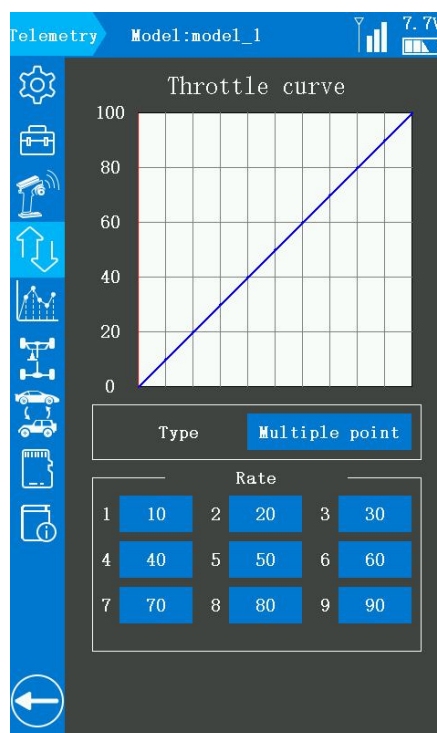 Telemetry Model:model_1 7.7V
Throttle curve
100
80
60
40
20
0
Type Multiple point
Rate
1 10 2 20 3 30
4 40 5 50 6 60
7 70 8 80 9 90